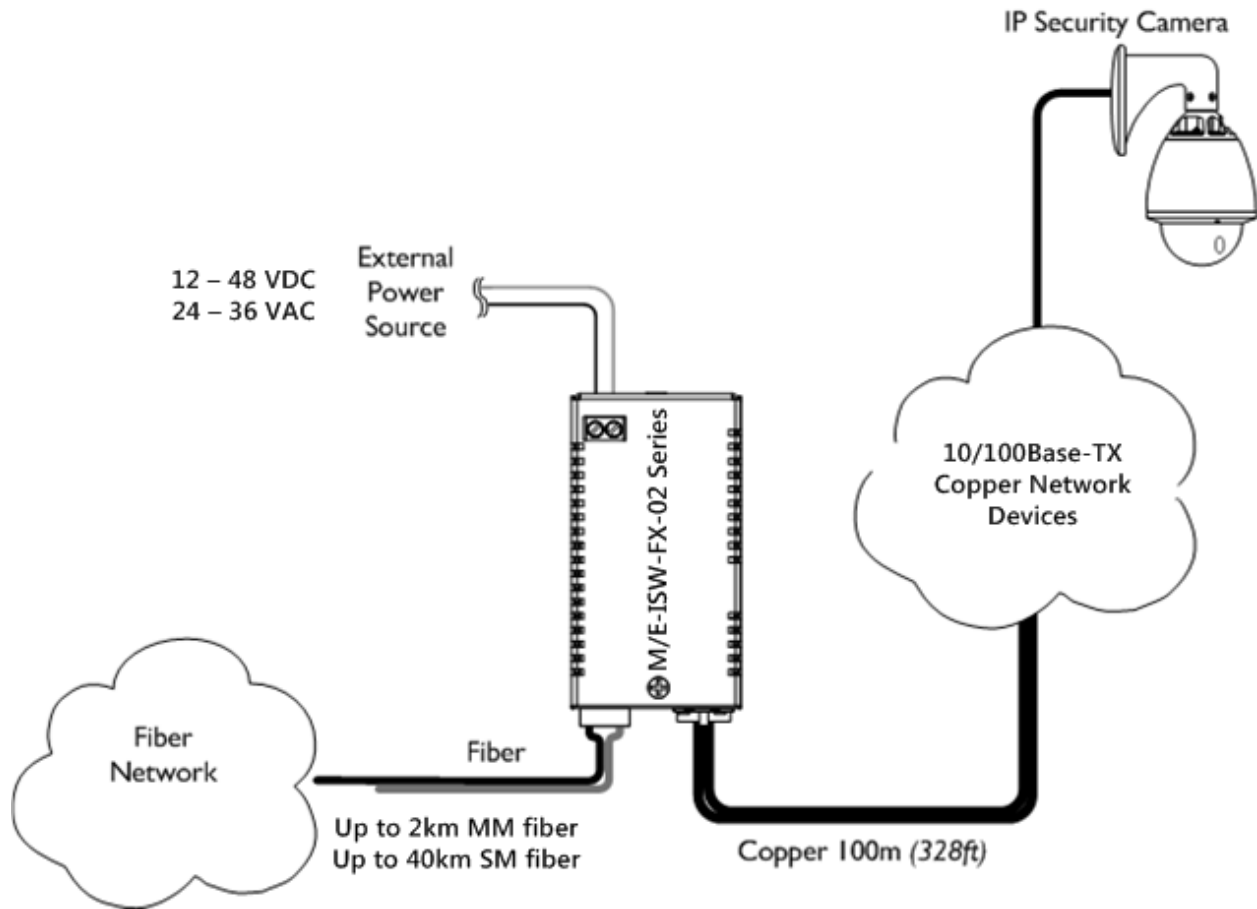 IP Security Camera
12 – 48 VDC
24 – 36 VAC
External
Power
Source
M/E-ISW-FX-02 Series
10/100Base-TX
Copper Network
Devices
Fiber
Network
Fiber
Up to 2km MM fiber
Up to 40km SM fiber
Copper 100m (328ft)